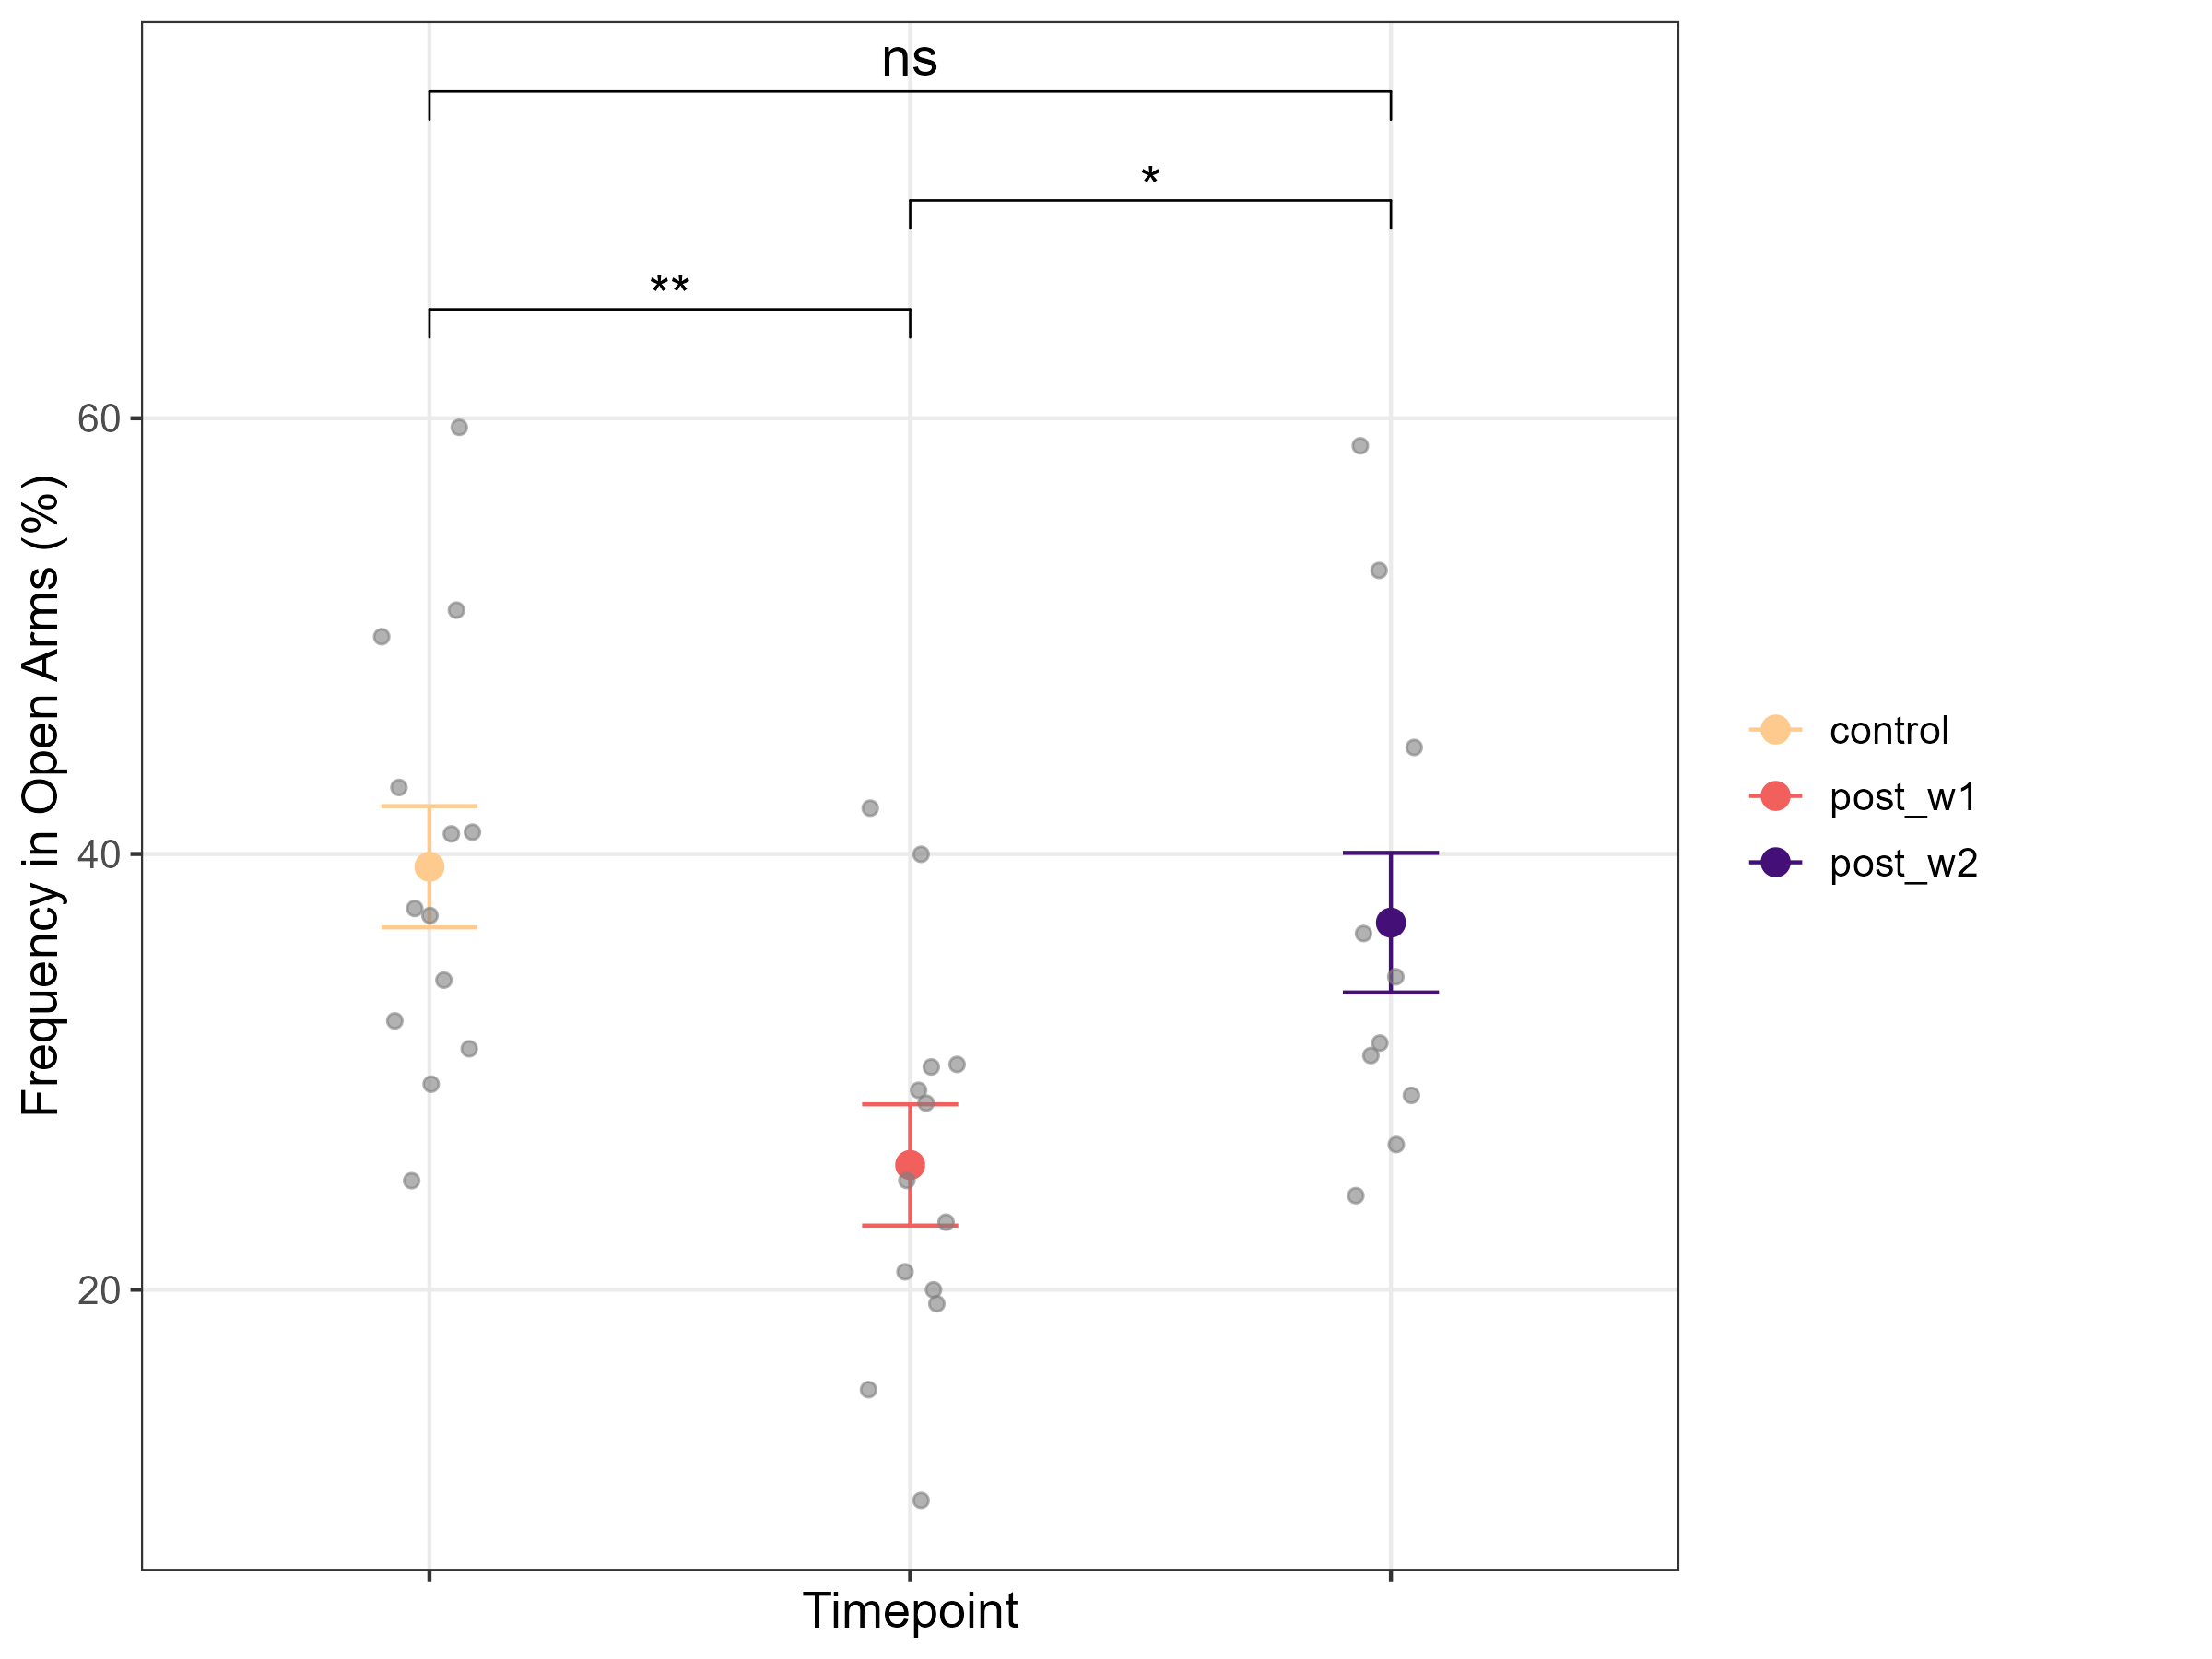 ns
*
**
60
40
20
Frequency in Open Arms (%)
Timepoint
control
post_w1
post_w2